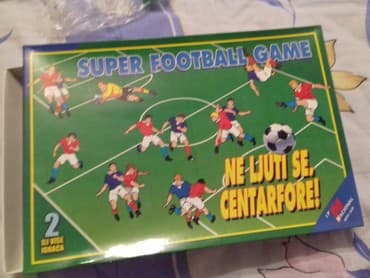 SUPER FOOTBALL GAME
NE LJUTI SE,
CENTARFORE!
2
ILI VIŠE
IGRAČA